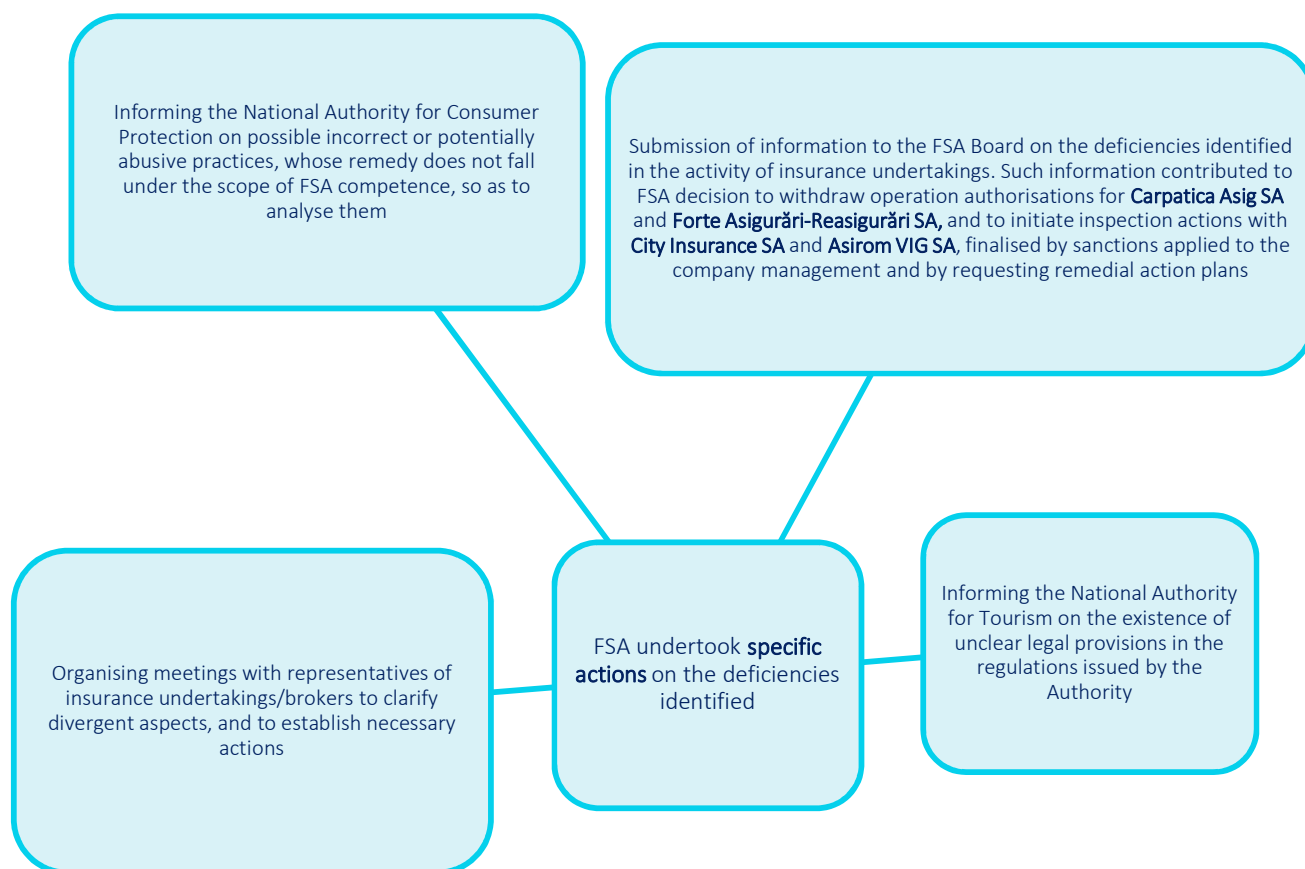 Informing the National Authority for Consumer
Protection on possible incorrect or potentially
abusive practices, whose remedy does not fall
under the scope of FSA competence, so as to
analyse them
Submission of information to the FSA Board on the deficiencies identified
in the activity of insurance undertakings. Such information contributed to
FSA decision to withdraw operation authorisations for Carpatica Asig SA
and Forte Asigurări-Reasigurări SA, and to initiate inspection actions with
City Insurance SA and Asirom VIG SA, finalised by sanctions applied to the
company management and by requesting remedial action plans
Organising meetings with representatives of
insurance undertakings/brokers to clarify
divergent aspects, and to establish necessary
actions
FSA undertook specific
actions on the deficiencies
identified
Informing the National Authority
for Tourism on the existence of
unclear legal provisions in the
regulations issued by the
Authority